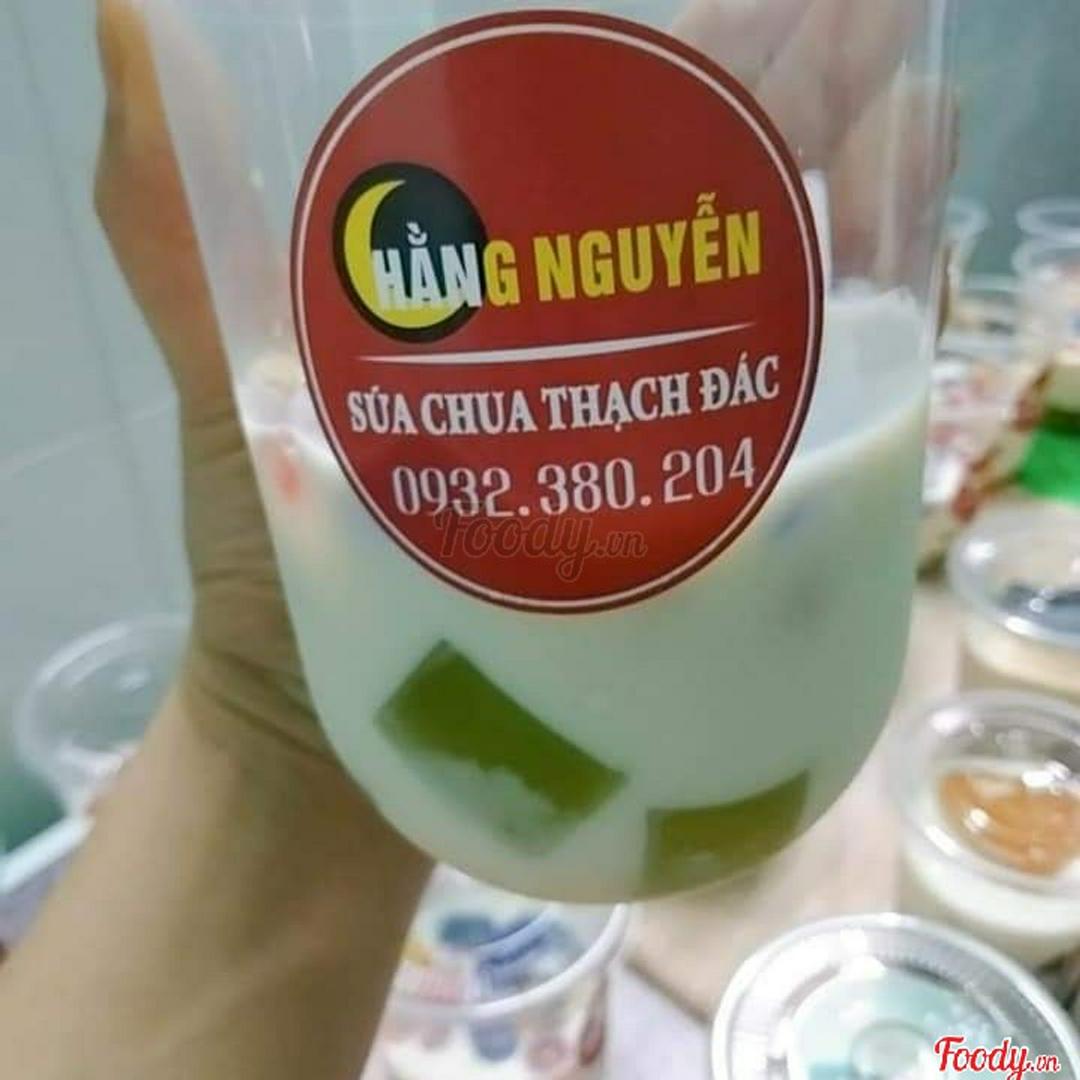 HẰNG NGUYỄN
SỮA CHUA THẠCH ĐÁC
0932.380.204
Foody.vn
Foody.vn